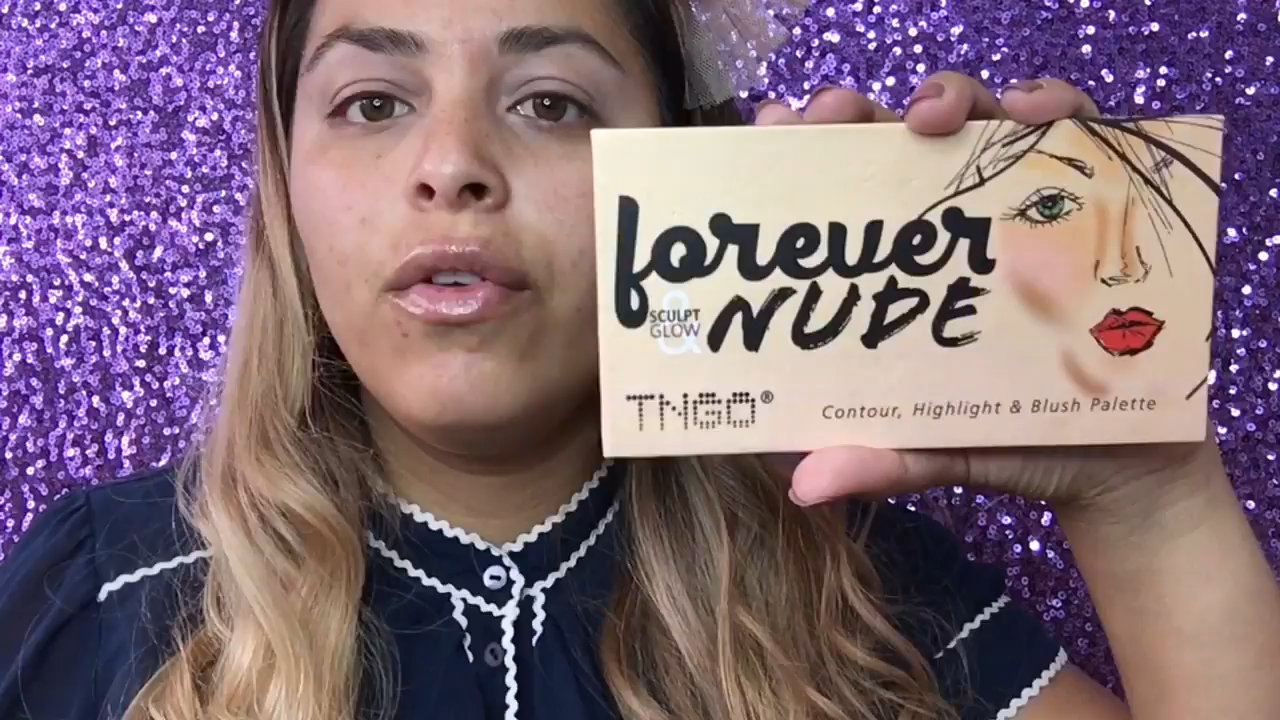 forever
SCULPT
& GLOW
NUDE
TNGO®
Contour, Highlight & Blush Palette